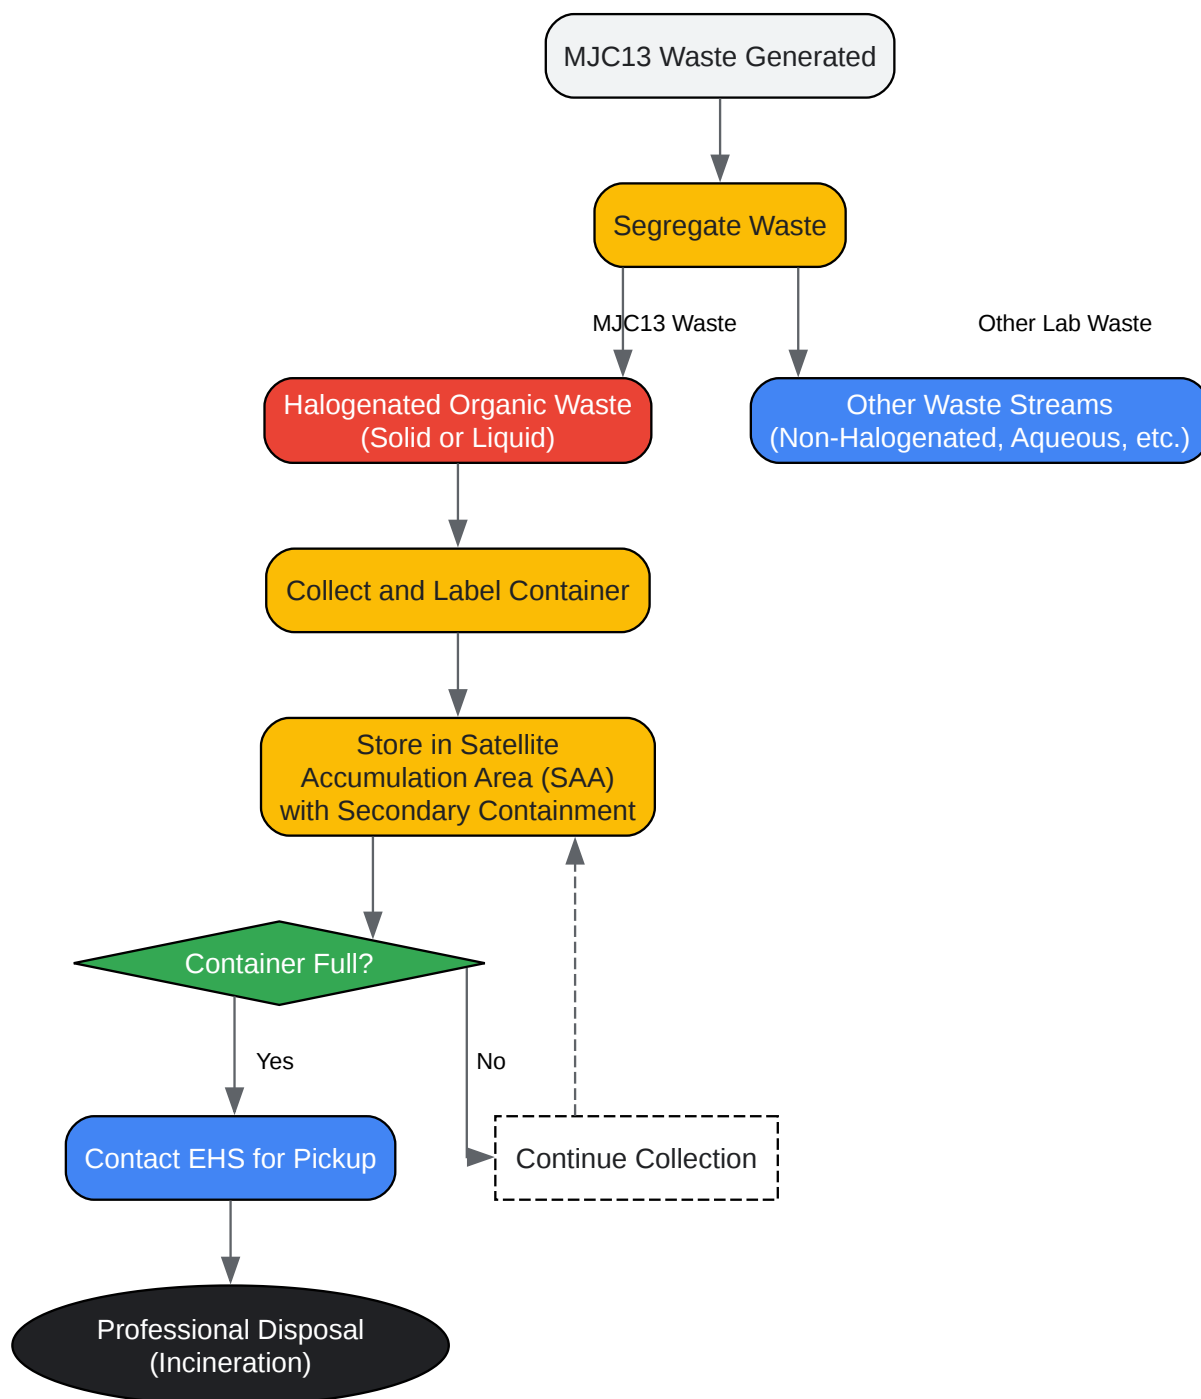 MJC13 Waste Generated
Segregate Waste
MJC13 Waste
Other Lab Waste
Halogenated Organic Waste
(Solid or Liquid)
Other Waste Streams
(Non-Halogenated, Aqueous, etc.)
Collect and Label Container
Store in Satellite
Accumulation Area (SAA)
with Secondary Containment
Container Full?
Yes
No
Contact EHS for Pickup
Continue Collection
Professional Disposal
(Incineration)